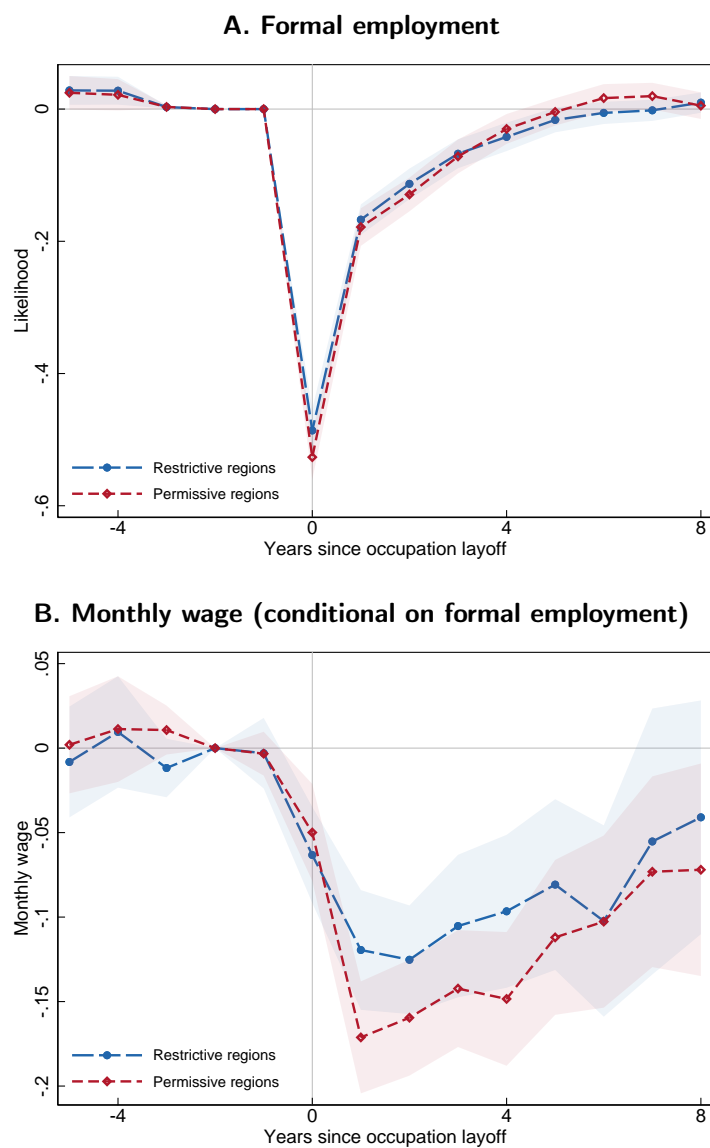 A. Formal employment
0
-.2
-.4
-.6
Likelihood
Restrictive regions
Permissive regions
-4 0 4 8
Years since occupation layoff
B. Monthly wage (conditional on formal employment)
.05
0
-.05
-.1
-.15
-.2
Monthly wage
Restrictive regions
Permissive regions
-4 0 4 8
Years since occupation layoff